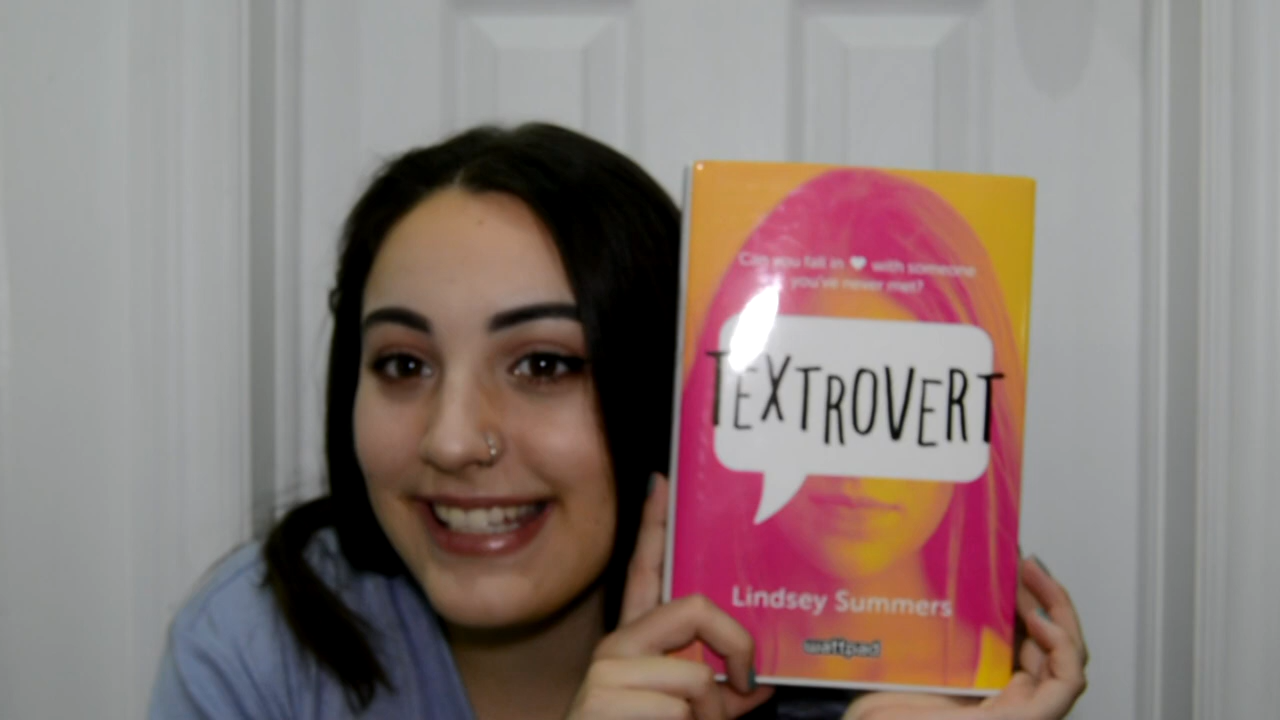 Can you fall in ♥ with someone
you've never met?
TEXTROVERT
Lindsey Summers
wattpad